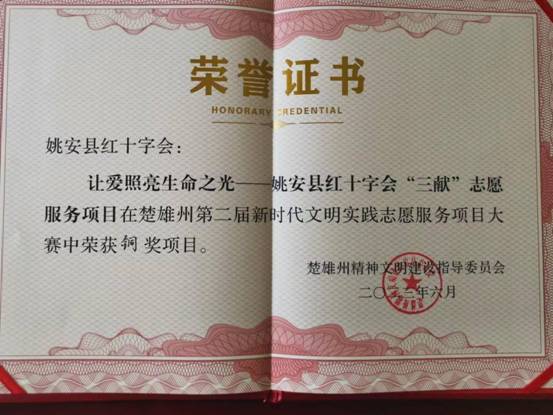 荣誉证书
HONORARY CREDENTIAL
姚安县红十字会：
让爱照亮生命之光——姚安县红十字会“三献”志愿
服务项目在楚雄州第二届新时代文明实践志愿服务项目大
赛中荣获铜奖项目。
楚雄州精神文明建设指导委员会
二〇二三年六月